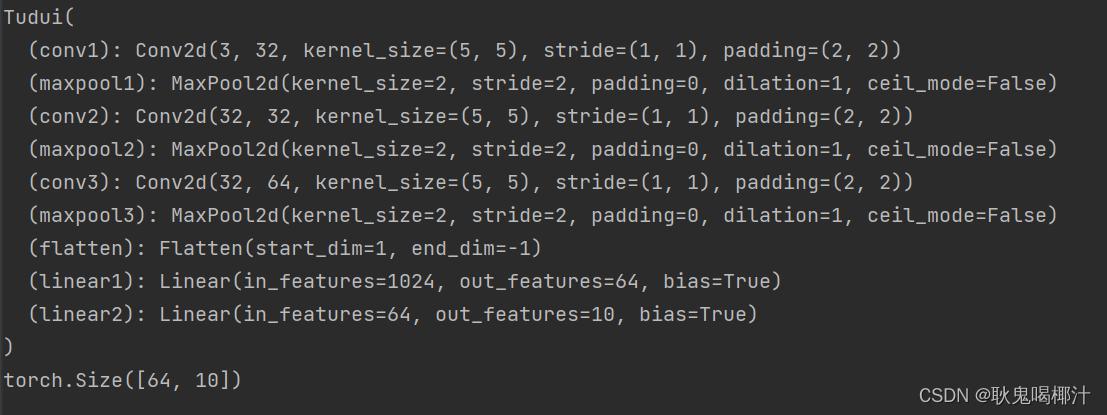 Tudui(
  (conv1): Conv2d(3, 32, kernel_size=(5, 5), stride=(1, 1), padding=(2, 2))
  (maxpool1): MaxPool2d(kernel_size=2, stride=2, padding=0, dilation=1, ceil_mode=False)
  (conv2): Conv2d(32, 32, kernel_size=(5, 5), stride=(1, 1), padding=(2, 2))
  (maxpool2): MaxPool2d(kernel_size=2, stride=2, padding=0, dilation=1, ceil_mode=False)
  (conv3): Conv2d(32, 64, kernel_size=(5, 5), stride=(1, 1), padding=(2, 2))
  (maxpool3): MaxPool2d(kernel_size=2, stride=2, padding=0, dilation=1, ceil_mode=False)
  (flatten): Flatten(start_dim=1, end_dim=-1)
  (linear1): Linear(in_features=1024, out_features=64, bias=True)
  (linear2): Linear(in_features=64, out_features=10, bias=True)
)
torch.Size([64, 10])
CSDN @耿鬼喝椰汁